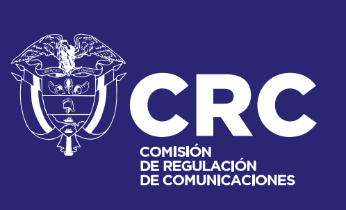 CRC
COMISIÓN
DE REGULACIÓN
DE COMUNICACIONES